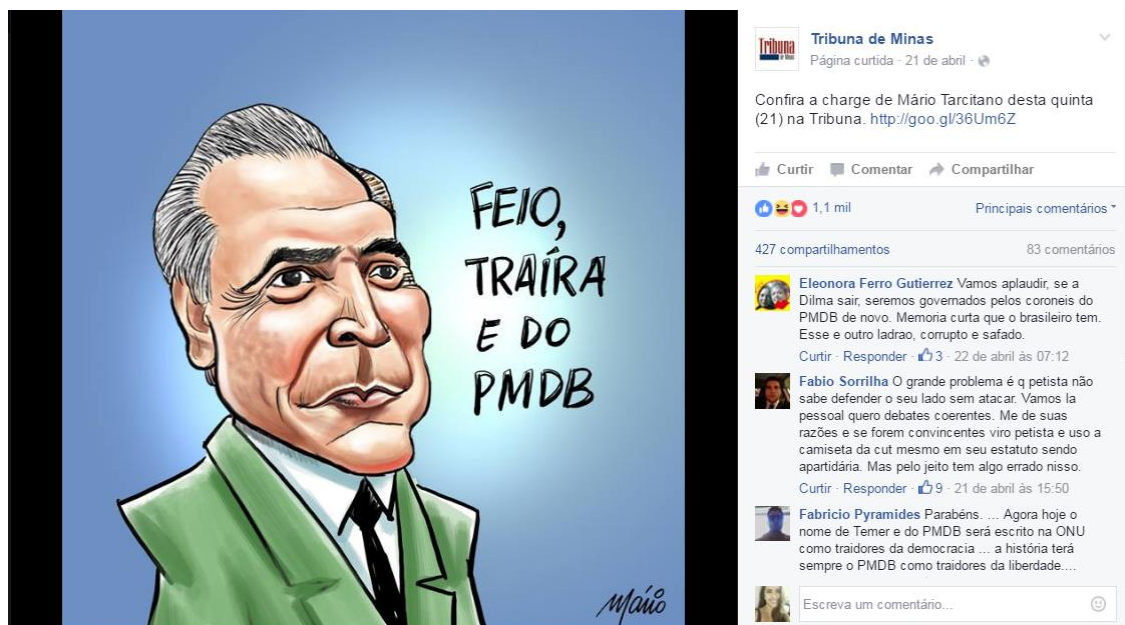 FEIO,
TRAÍRA
E DO
PMDB
Mário
Tribuna
de Minas
Tribuna de Minas
Página curtida · 21 de abril ·
Confira a charge de Mário Tarcitano desta quinta
(21) na Tribuna. http://goo.gl/36Um6Z
Curtir Comentar Compartilhar
1,1 mil Principais comentários
427 compartilhamentos 83 comentários
Eleonora Ferro Gutierrez Vamos aplaudir, se a
Dilma sair, seremos governados pelos coroneis do
PMDB de novo. Memoria curta que o brasileiro tem.
Esse e outro ladrao, corrupto e safado.
Curtir · Responder · 3 · 22 de abril às 07:12
Fabio Sorrilha O grande problema é q petista não
sabe defender o seu lado sem atacar. Vamos la
pessoal quero debates coerentes. Me de suas
razões e se forem convincentes viro petista e uso a
camiseta da cut mesmo em seu estatuto sendo
apartidária. Mas pelo jeito tem algo errado nisso.
Curtir · Responder · 9 · 21 de abril às 15:50
Fabricio Pyramides Parabéns. ... Agora hoje o
nome de Temer e do PMDB será escrito na ONU
como traidores da democracia ... a história terá
sempre o PMDB como traidores da liberdade....
Escreva um comentário...